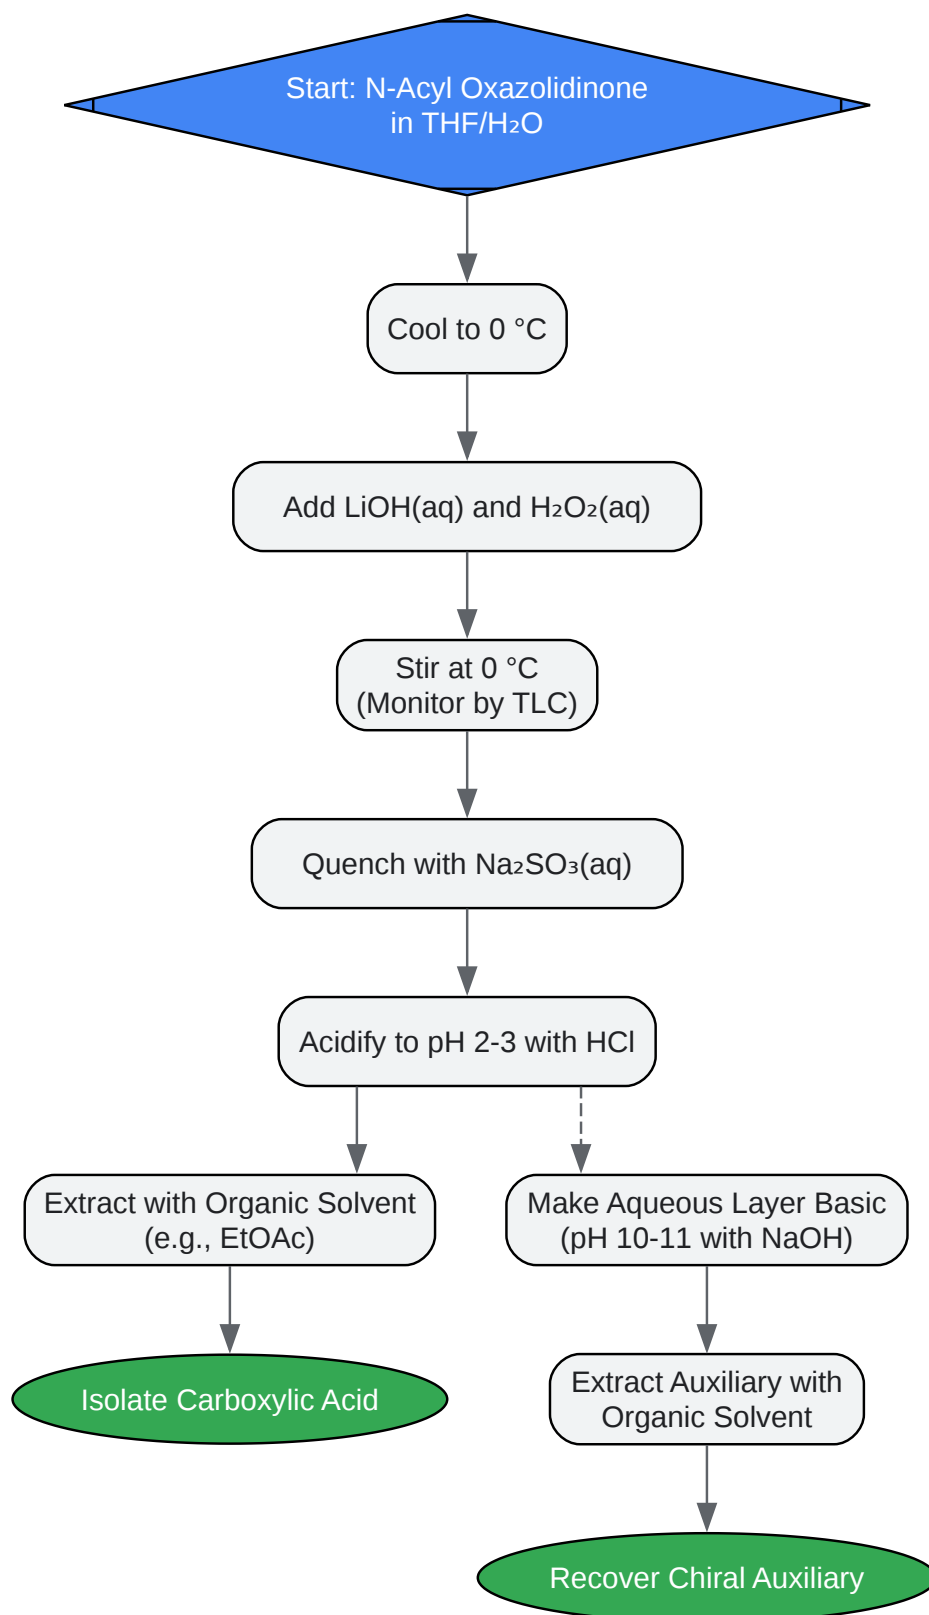 Start: N-Acyl Oxazolidinone
in THF/H₂O
Cool to 0 °C
Add LiOH(aq) and H₂O₂(aq)
Stir at 0 °C
(Monitor by TLC)
Quench with Na₂SO₃(aq)
Acidify to pH 2-3 with HCl
Extract with Organic Solvent
(e.g., EtOAc)
Make Aqueous Layer Basic
(pH 10-11 with NaOH)
Isolate Carboxylic Acid
Extract Auxiliary with
Organic Solvent
Recover Chiral Auxiliary